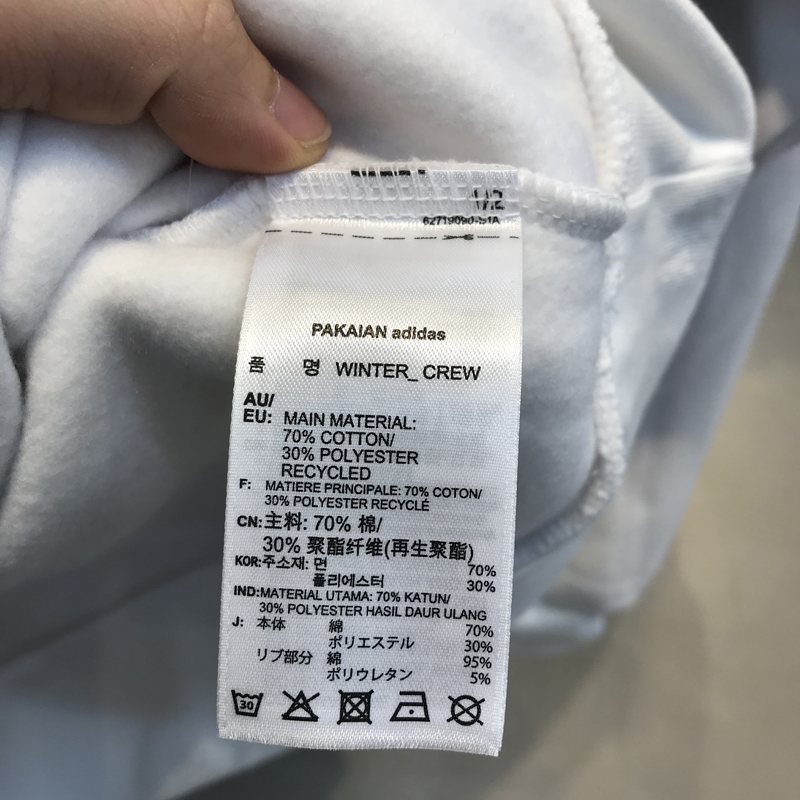 1/2
62719090-S1A
PAKAIAN adidas
품 명 WINTER_ CREW
AU/
EU: MAIN MATERIAL:
70% COTTON/
30% POLYESTER
RECYCLED
F: MATIERE PRINCIPALE: 70% COTON/
30% POLYESTER RECYCLÉ
CN:主料: 70% 棉/
30% 聚酯纤维(再生聚酯)
KOR:주소재: 면 70%
폴리에스터 30%
IND:MATERIAL UTAMA: 70% KATUN/
30% POLYESTER HASIL DAUR ULANG
J: 本体 綿 70%
ポリエステル 30%
リブ部分 綿 95%
ポリウレタン 5%
30